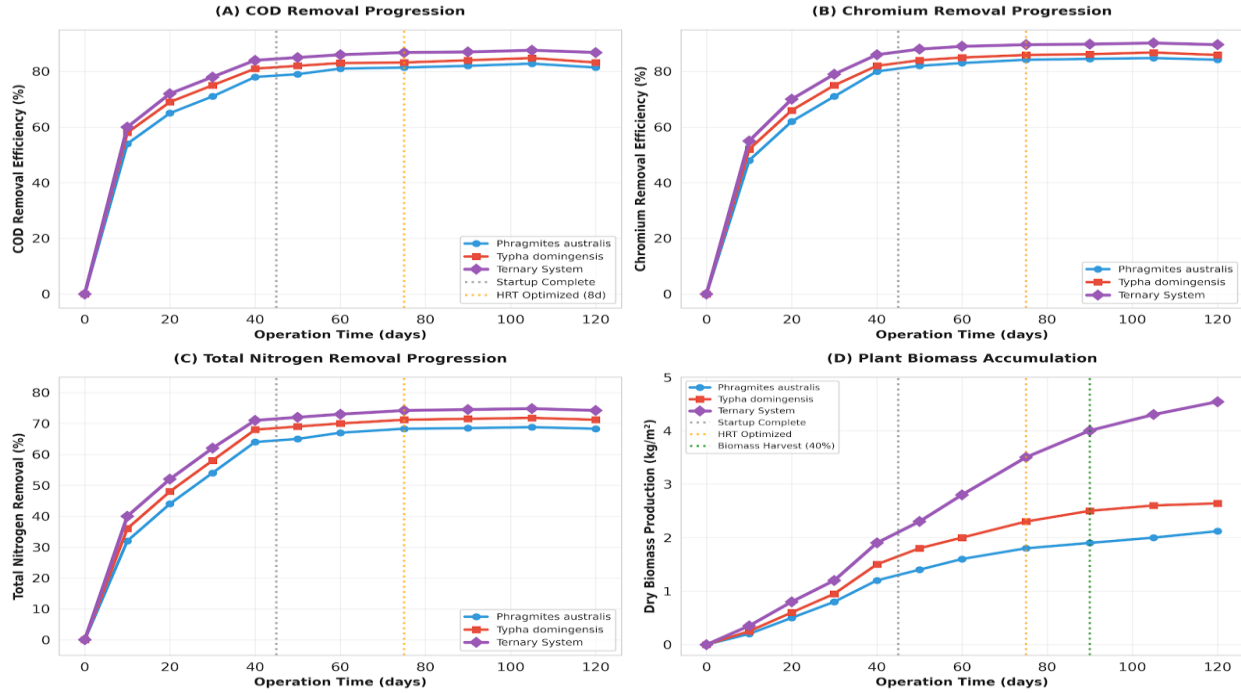 (A) COD Removal Progression
COD Removal Efficiency (%)
80
60
40
20
0
Phragmites australis
Typha domingensis
Ternary System
Startup Complete
HRT Optimized (8d)
0 20 40 60 80 100 120
Operation Time (days)
(B) Chromium Removal Progression
Chromium Removal Efficiency (%)
80
60
40
20
0
Phragmites australis
Typha domingensis
Ternary System
0 20 40 60 80 100 120
Operation Time (days)
(C) Total Nitrogen Removal Progression
Total Nitrogen Removal (%)
80
70
60
50
40
30
20
10
0
Phragmites australis
Typha domingensis
Ternary System
0 20 40 60 80 100 120
Operation Time (days)
(D) Plant Biomass Accumulation
Dry Biomass Production (kg/m²)
5
4
3
2
1
0
Phragmites australis
Typha domingensis
Ternary System
Startup Complete
HRT Optimized
Biomass Harvest (40%)
0 20 40 60 80 100 120
Operation Time (days)